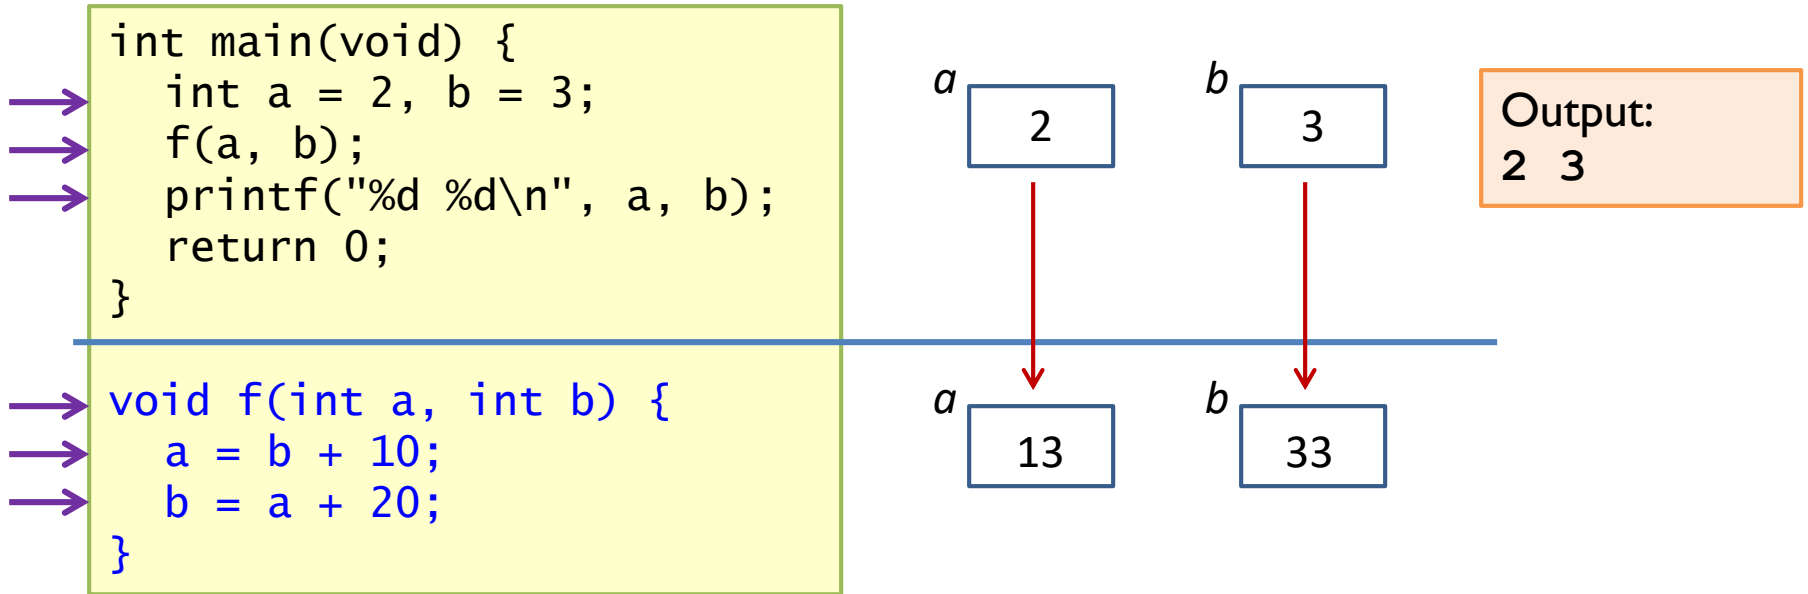 int main(void) {
int a = 2, b = 3;
f(a, b);
printf("%d %d\n", a, b);
return 0;
}
void f(int a, int b) {
a = b + 10;
b = a + 20;
}
a
2
b
3
a
13
b
33
Output:
2 3